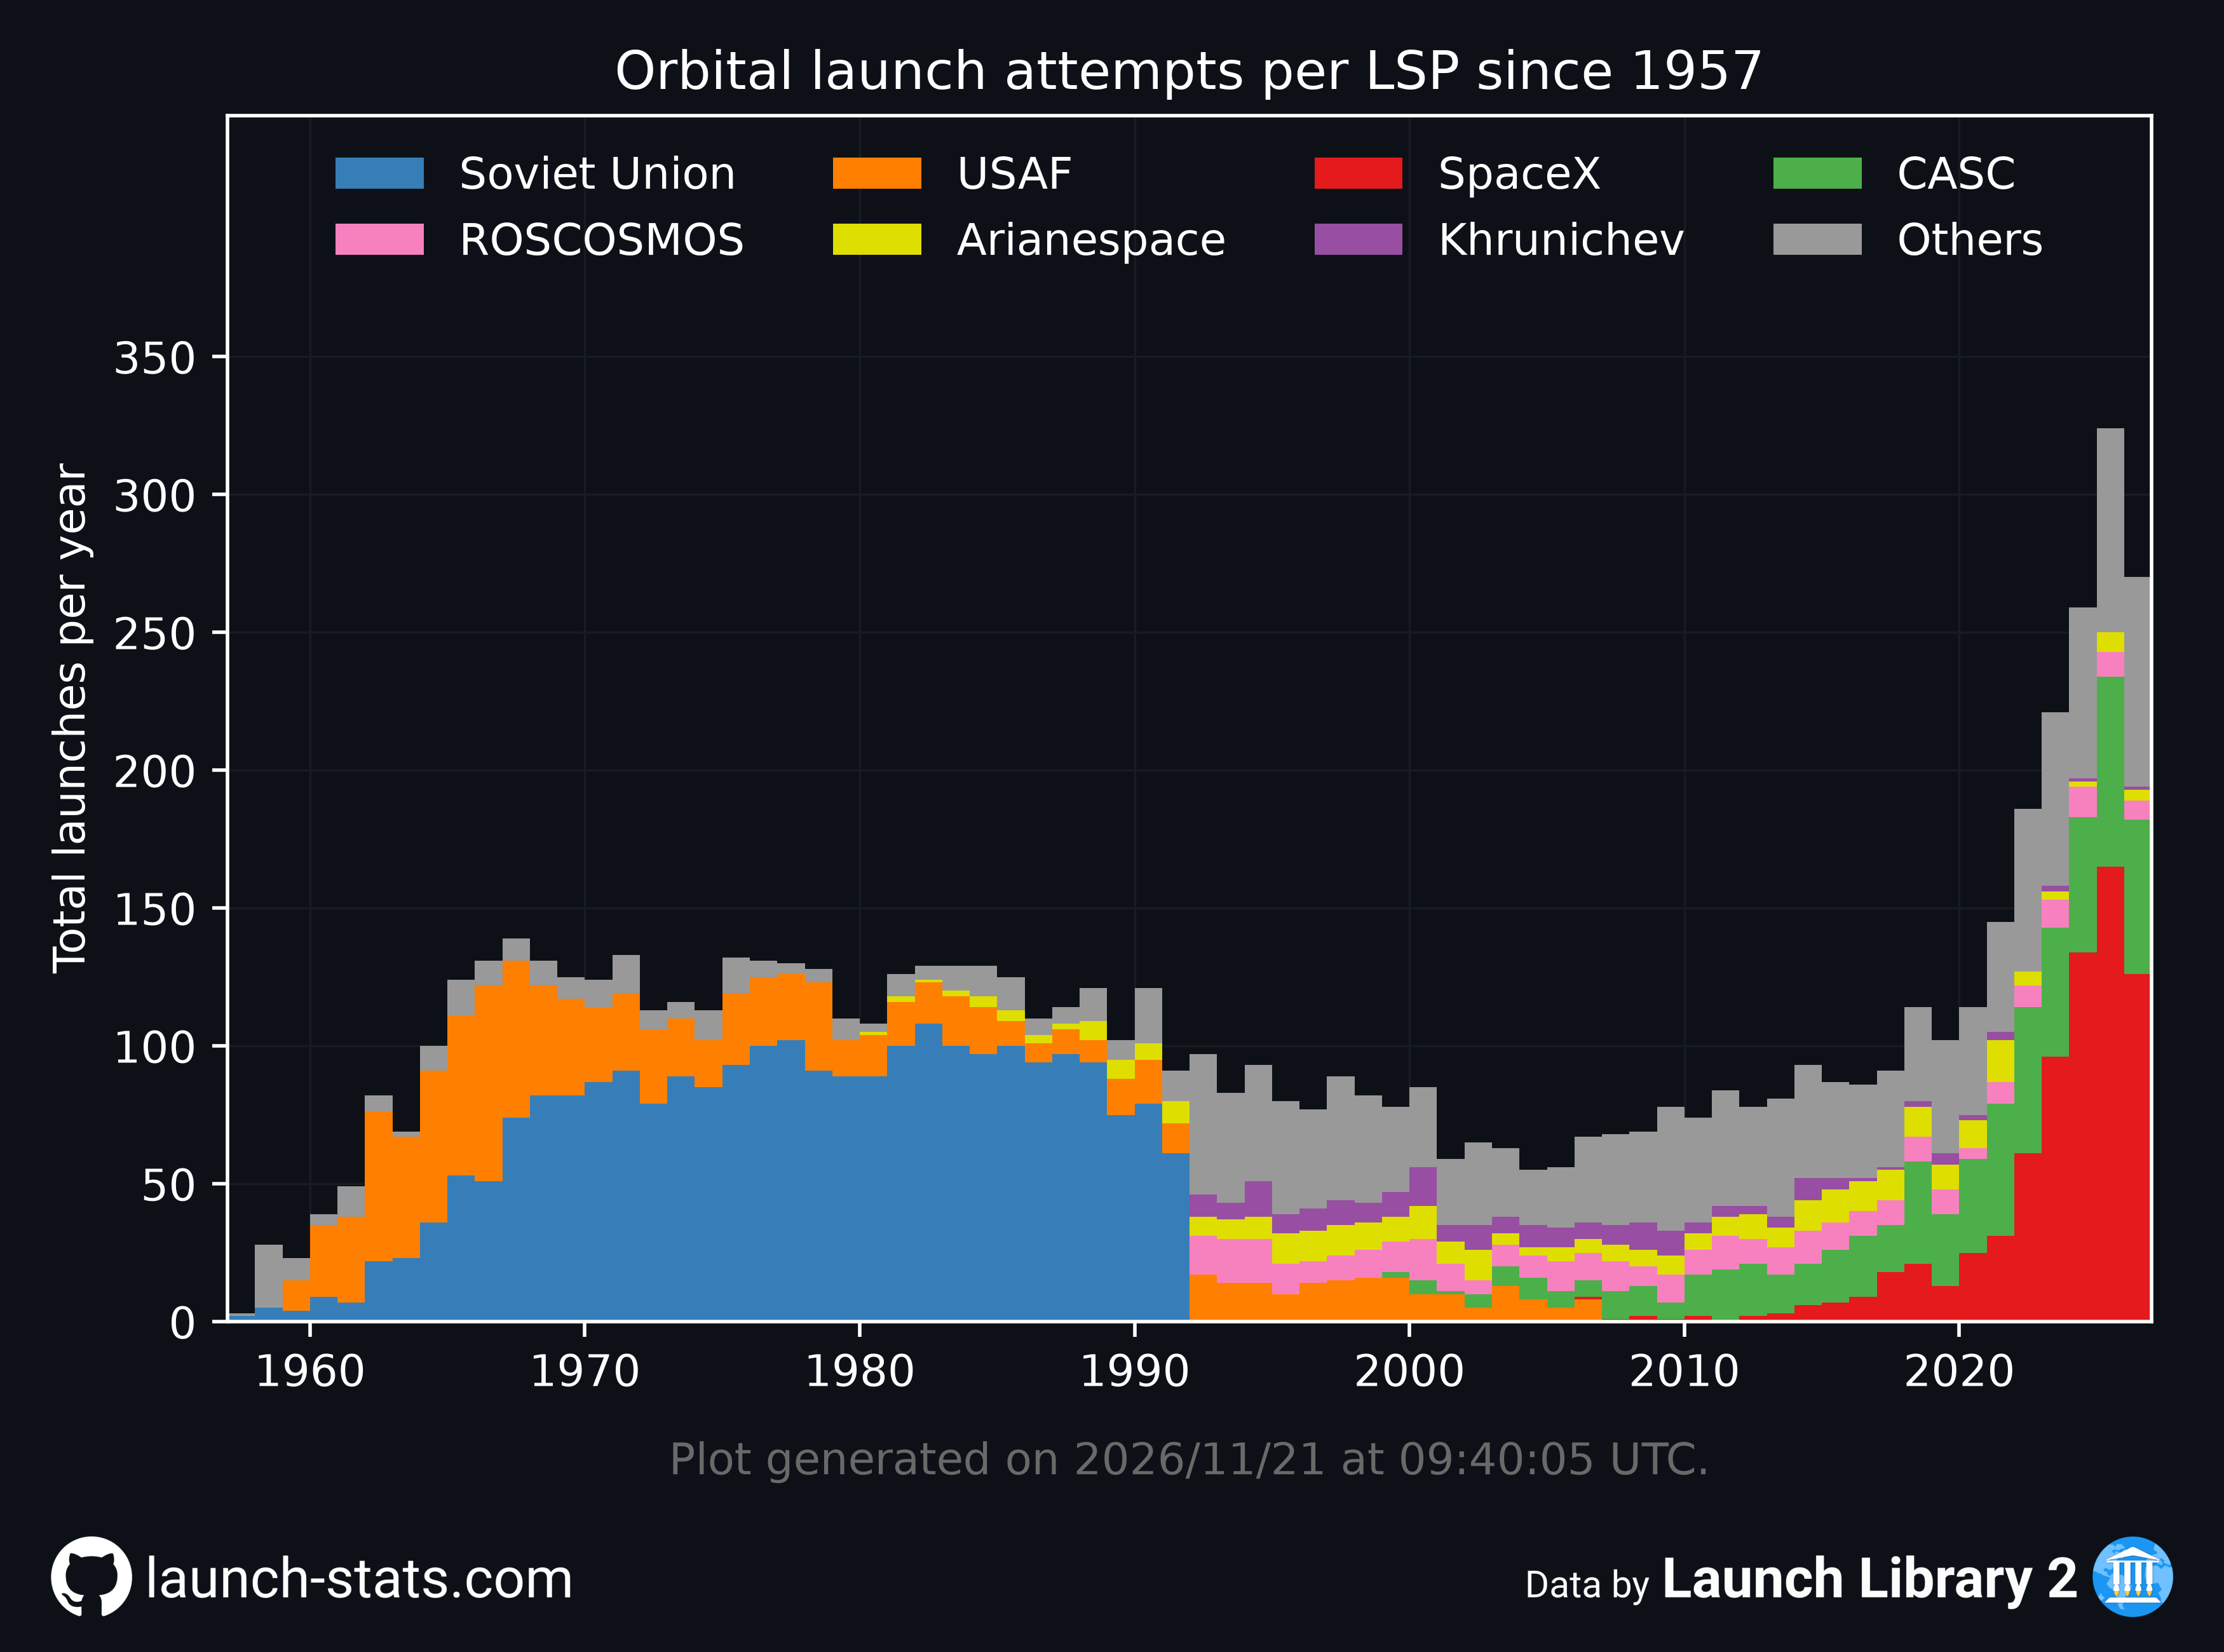 Orbital launch attempts per LSP since 1957
Soviet Union USAF SpaceX CASC
ROSCOSMOS Arianespace Khrunichev Others
Total launches per year
350
300
250
200
150
100
50
0
1960 1970 1980 1990 2000 2010 2020
Plot generated on 2026/11/21 at 09:40:05 UTC.
launch-stats.com
Data by Launch Library 2